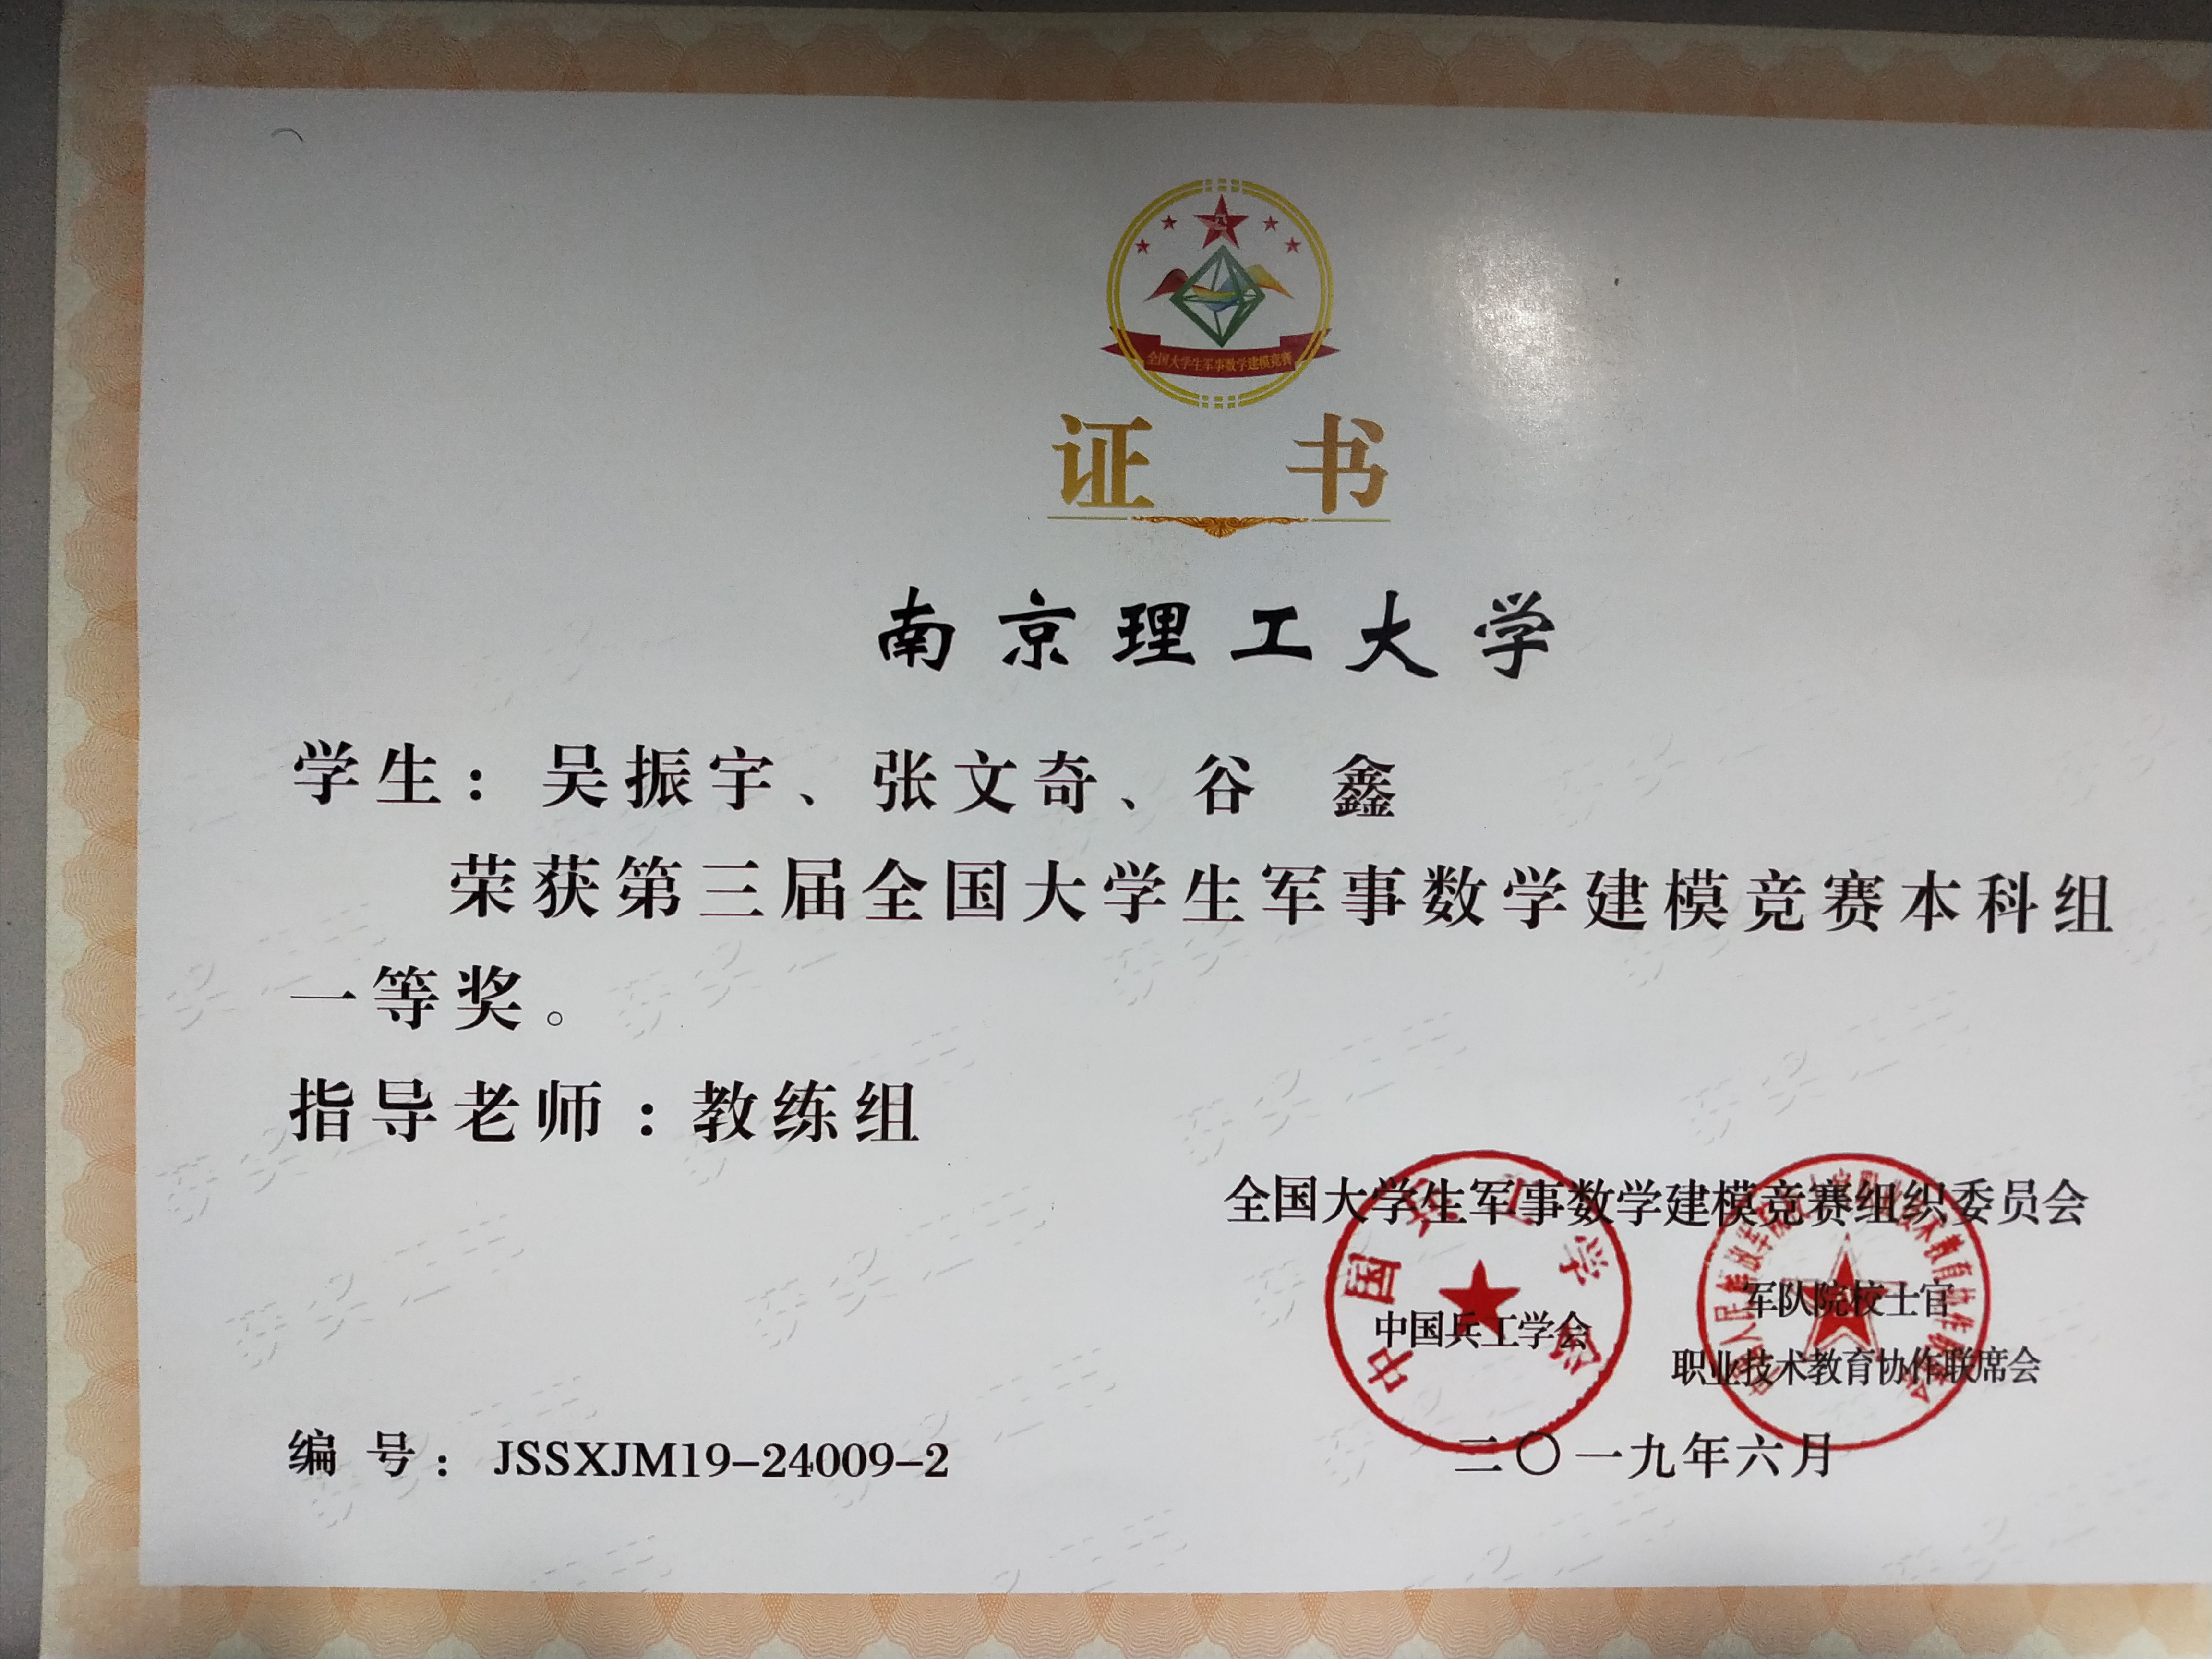 全国大学生军事数学建模竞赛
证 书
南京理工大学
学生：吴振宇、张文奇、谷 鑫
荣获第三届全国大学生军事数学建模竞赛本科组
一等奖。
指导老师：教练组
全国大学生军事数学建模竞赛组织委员会
中国兵工学会
中国兵工学会
军队院校士官
职业技术教育协作联席会
编 号：JSSXJM19-24009-2
二〇一九年六月